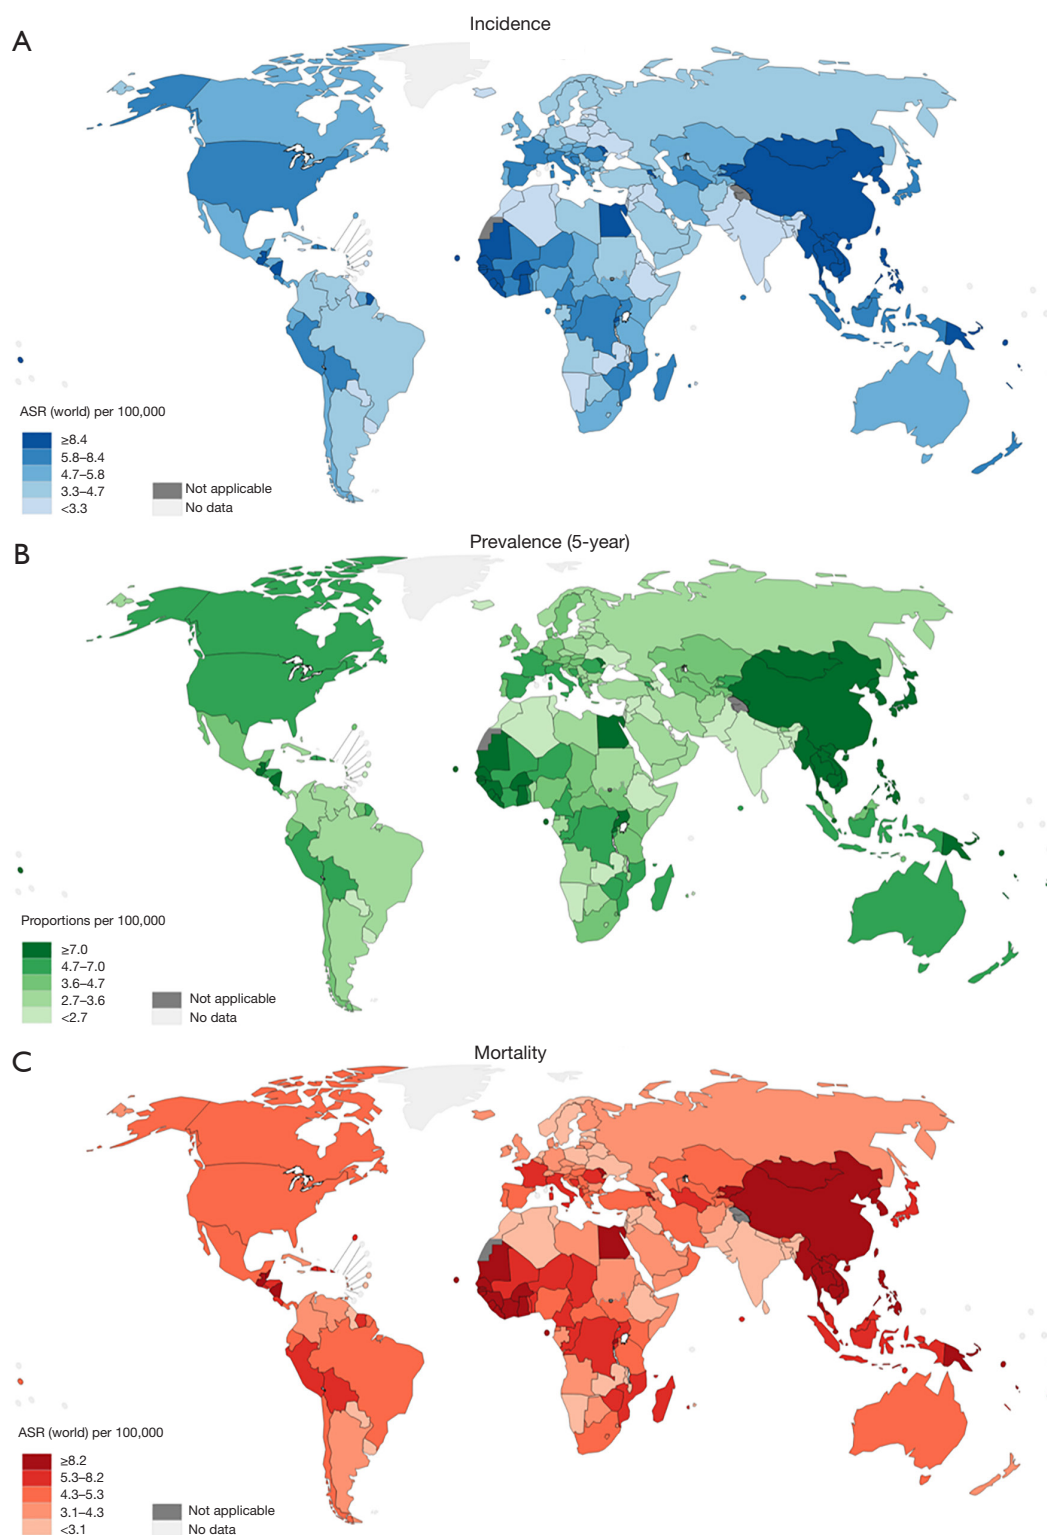 A
Incidence
ASR (world) per 100,000
≥8.4
5.8–8.4
4.7–5.8
3.3–4.7
<3.3
Not applicable
No data
B
Prevalence (5-year)
Proportions per 100,000
≥7.0
4.7–7.0
3.6–4.7
2.7–3.6
<2.7
Not applicable
No data
C
Mortality
ASR (world) per 100,000
≥8.2
5.3–8.2
4.3–5.3
3.1–4.3
<3.1
Not applicable
No data